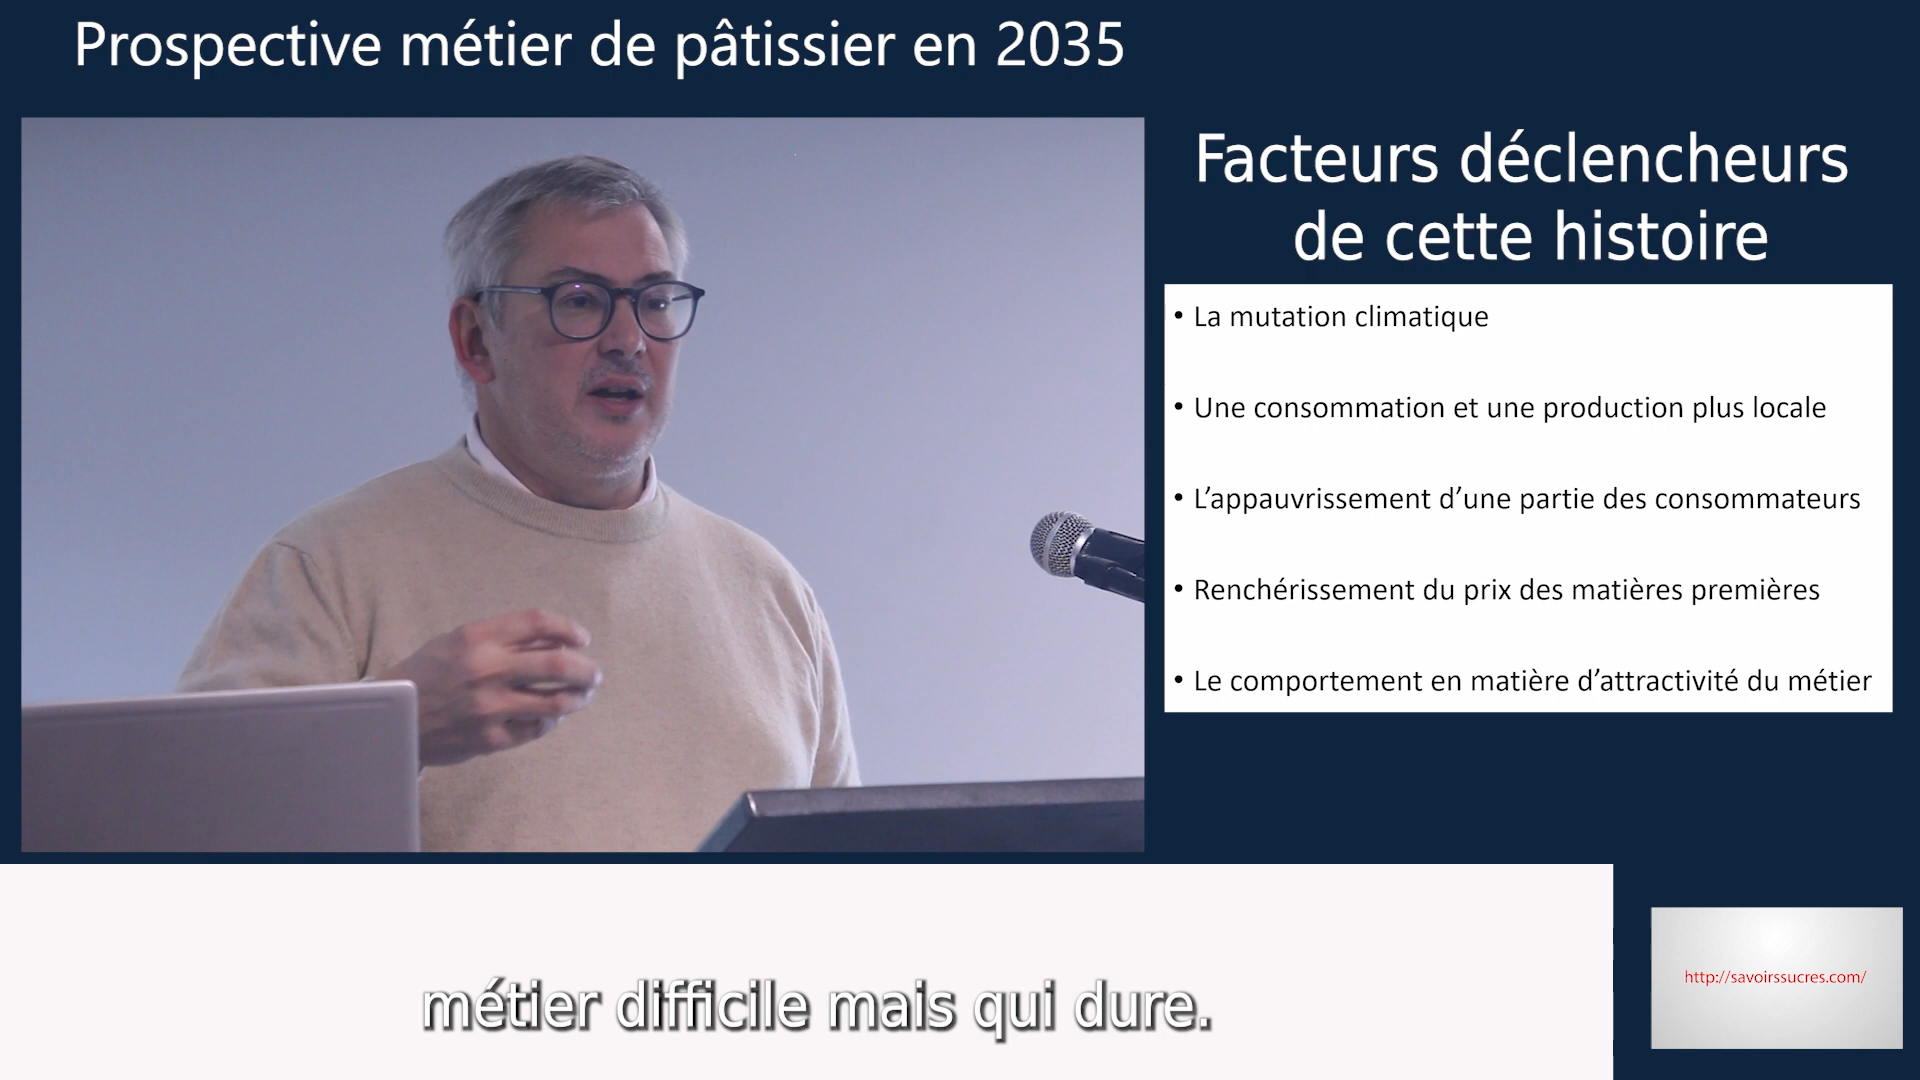 Prospective métier de pâtissier en 2035
Facteurs déclencheurs
de cette histoire
• La mutation climatique
• Une consommation et une production plus locale
• L’appauvrissement d’une partie des consommateurs
• Renchérissement du prix des matières premières
• Le comportement en matière d’attractivité du métier
métier difficile mais qui dure.
http://savoirssucres.com/